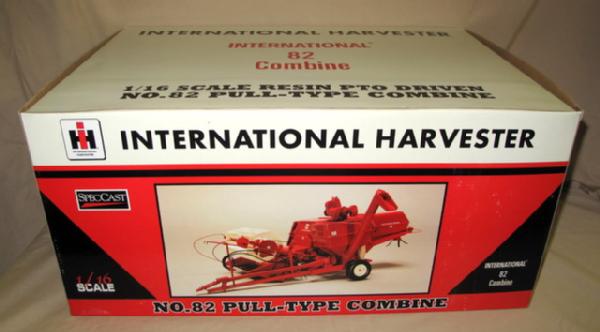 INTERNATIONAL HARVESTER
INTERNATIONAL
82
Combine
1/16 SCALE RESIN PTO DRIVEN
NO.82 PULL-TYPE COMBINE
IH
INTERNATIONAL HARVESTER
SPECCAST
1/16
SCALE
INTERNATIONAL
82
Combine
NO.82 PULL-TYPE COMBINE